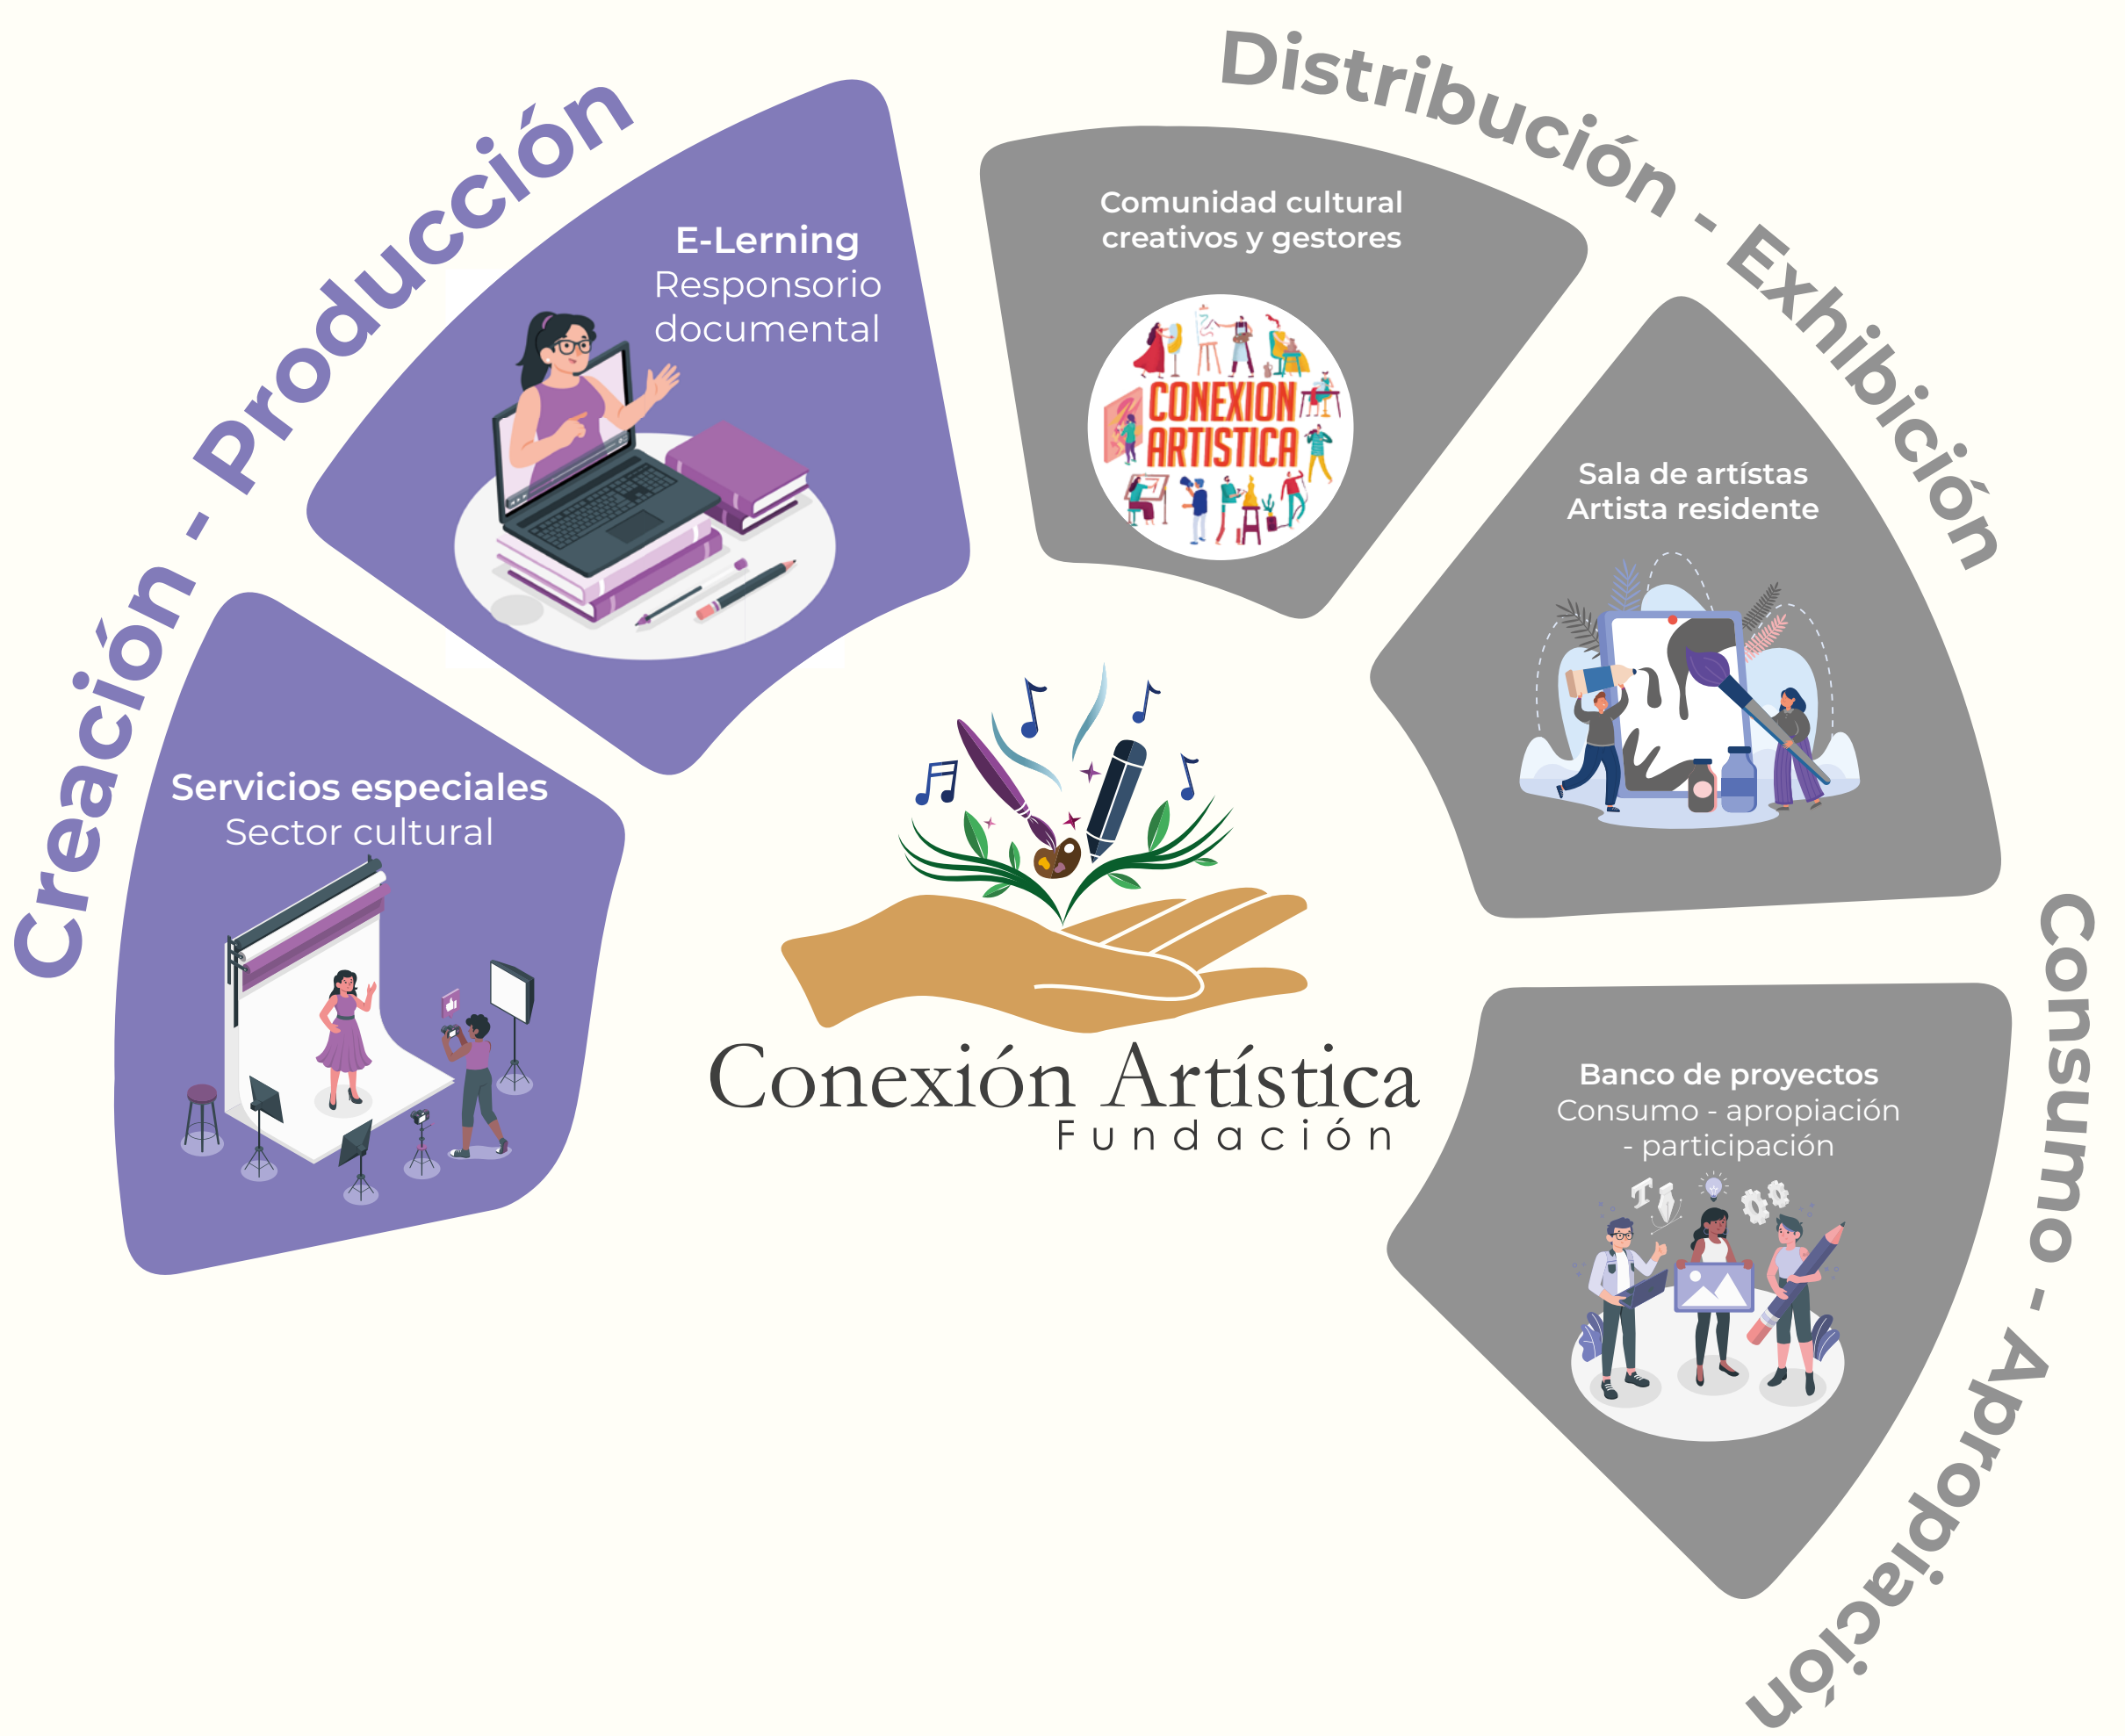 Creación - Producción
Distribución - Exhibición
Consumo - Apropiación
E-Lerning
Responsorio
documental
Servicios especiales
Sector cultural
Comunidad cultural
creativos y gestores
CONEXION
ARTISTICA
Sala de artístas
Artista residente
Banco de proyectos
Consumo - apropiación
- participación
Conexión Artística
Fundación